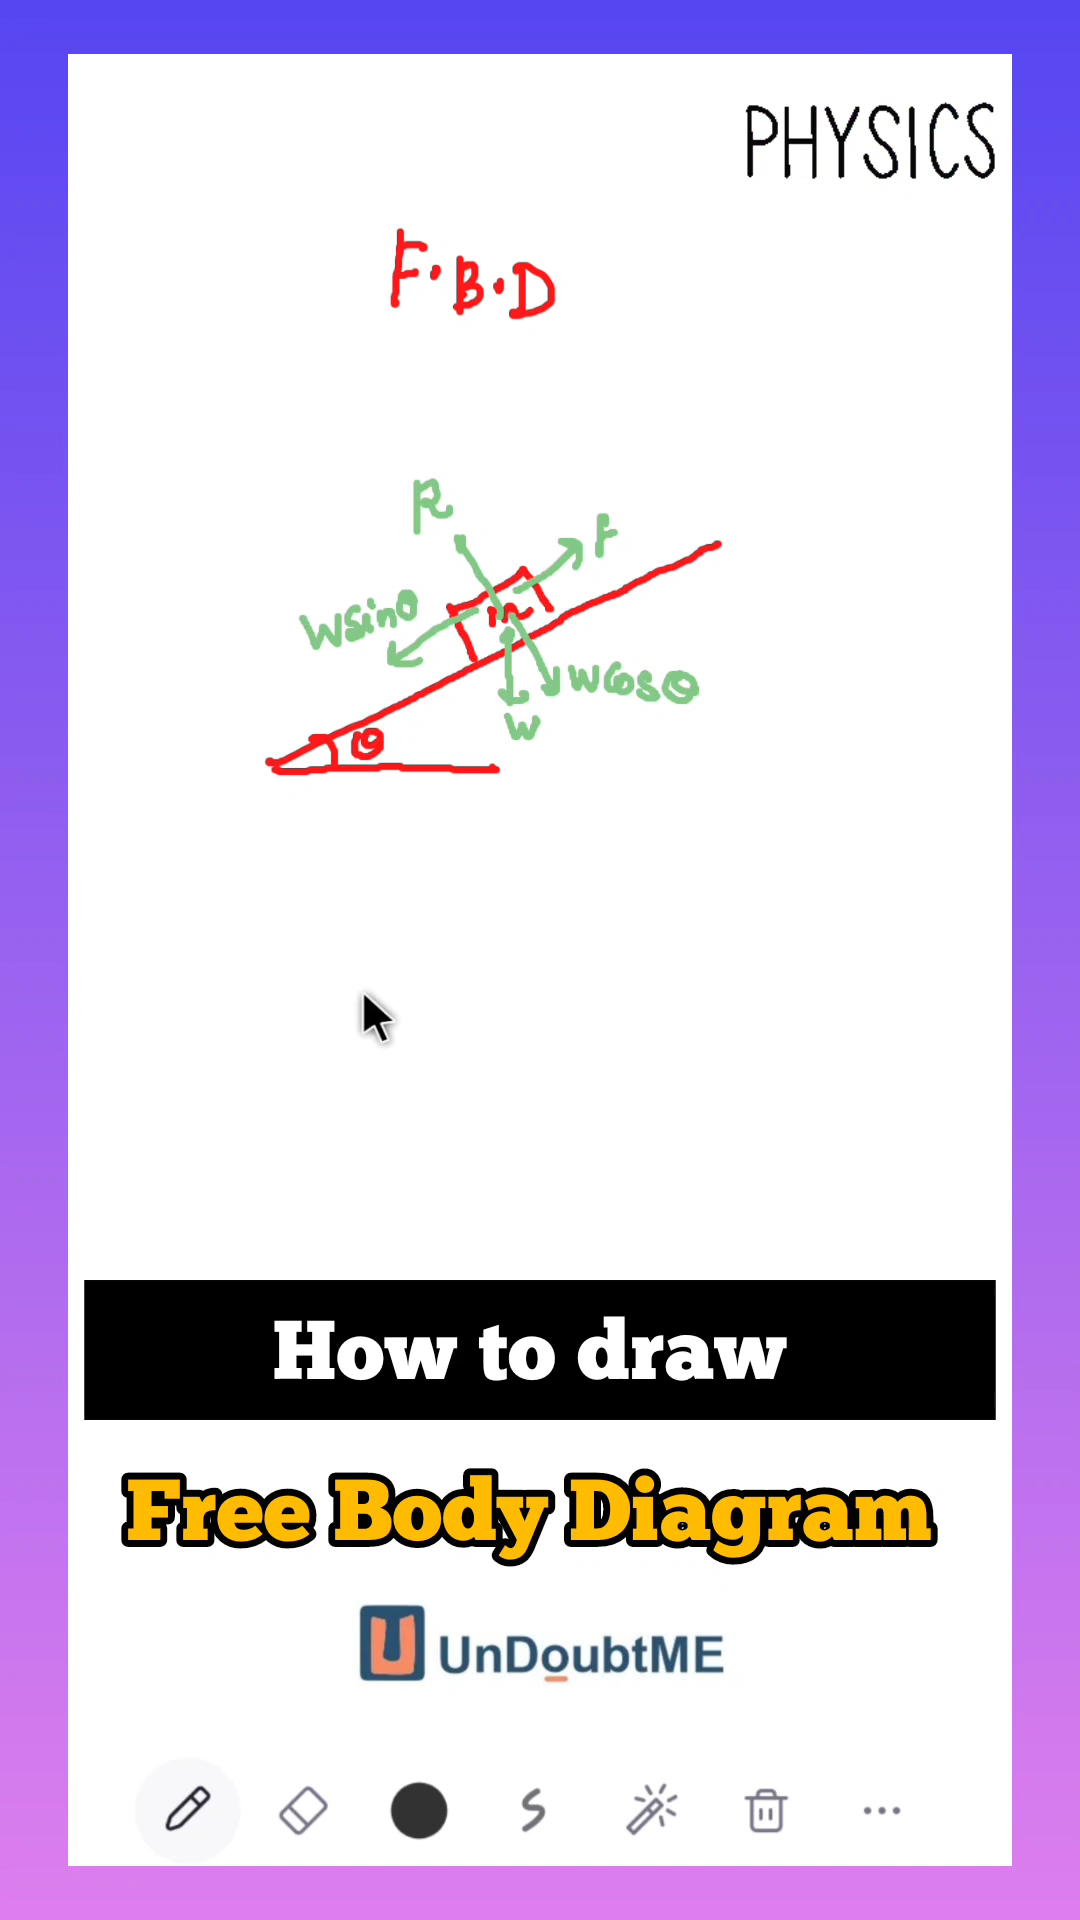 PHYSICS
F.B.D
R
F
Wsinθ
m
Wcosθ
W
θ
How to draw
Free Body Diagram
U UnDoubtME